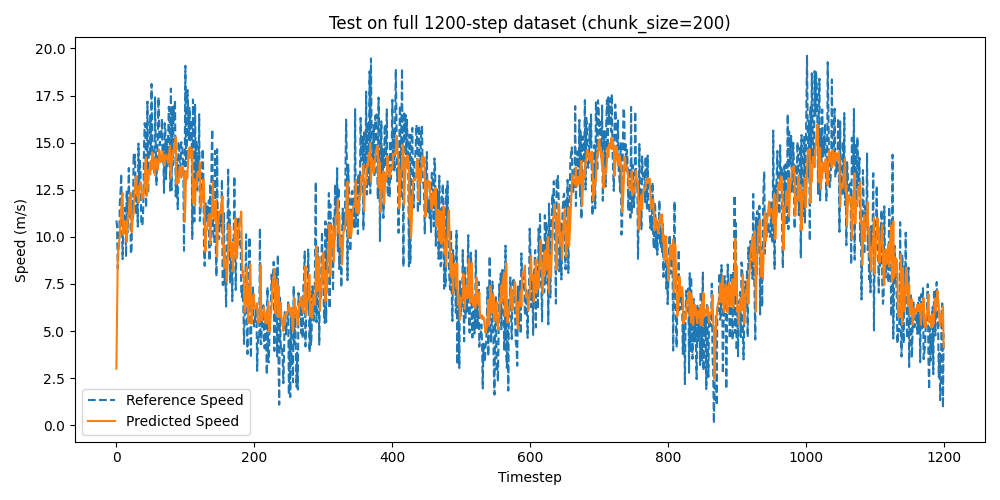 Test on full 1200-step dataset (chunk_size=200)
20.0
17.5
15.0
12.5
10.0
7.5
5.0
2.5
0.0
Speed (m/s)
Reference Speed
Predicted Speed
0 200 400 600 800 1000 1200
Timestep